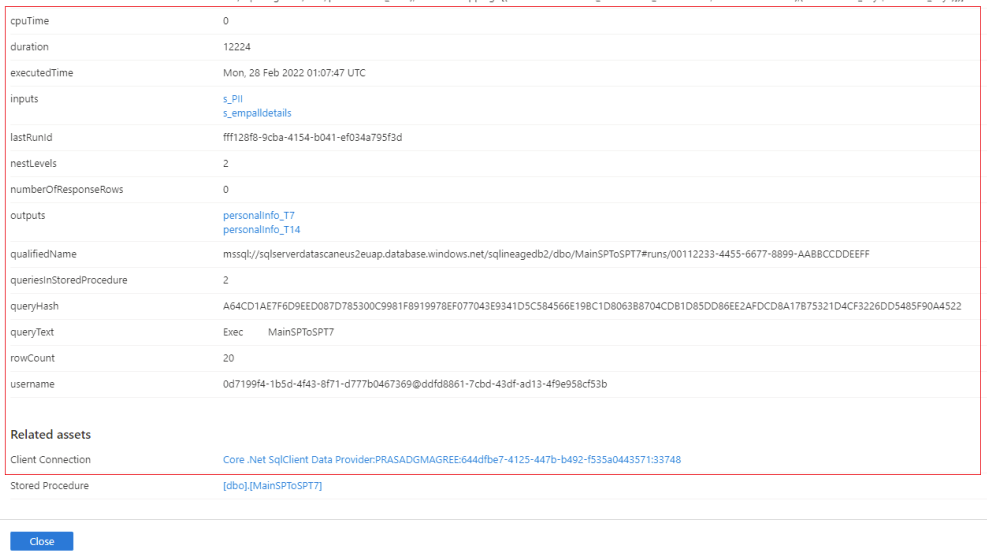 cpuTime 0
duration 12224
executedTime Mon, 28 Feb 2022 01:07:47 UTC
inputs s_PII
s_empalldetails
lastRunId fff128f8-9cba-4154-b041-ef034a795f3d
nestLevels 2
numberOfResponseRows 0
outputs personalInfo_T7
personalInfo_T14
qualifiedName mssql://sqlserverdatascaneus2euap.database.windows.net/sqlineagedb2/dbo/MainSPToSPT7#runs/00112233-4455-6677-8899-AABBCCDDEEFF
queriesInStoredProcedure 2
queryHash A64CD1AE7F6D9EED087D785300C9981F8919978EF077043E9341D5C584566E19BC1D8063B8704CDB1D85DD86EE2AFDCD8A17B75321D4CF3226DD5485F90A4522
queryText Exec MainSPToSPT7
rowCount 20
username 0d7199f4-1b5d-4f43-8f71-d777b0467369@ddfd8861-7cbd-43df-ad13-4f9e958cf53b
Related assets
Client Connection Core .Net SqlClient Data Provider:PRASADGMAGREE:644dfbe7-4125-447b-b492-f535a0443571:33748
Stored Procedure [dbo].[MainSPToSPT7]
Close